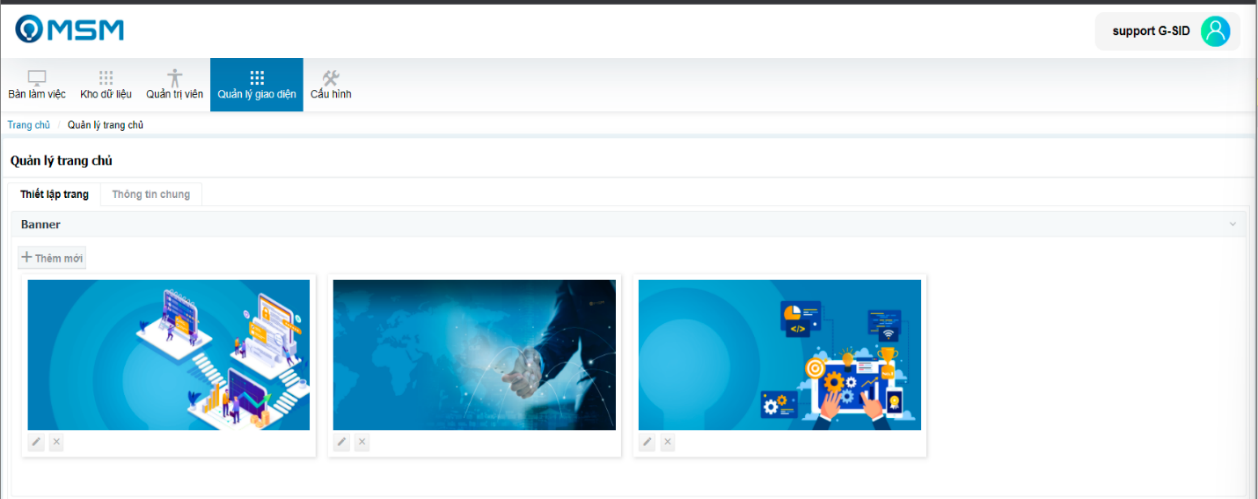 MSM
support G-SID
Bàn làm việc Kho dữ liệu Quản trị viên Quản lý giao diện Cấu hình
Trang chủ / Quản lý trang chủ
Quản lý trang chủ
Thiết lập trang Thông tin chung
Banner
+ Thêm mới
</>